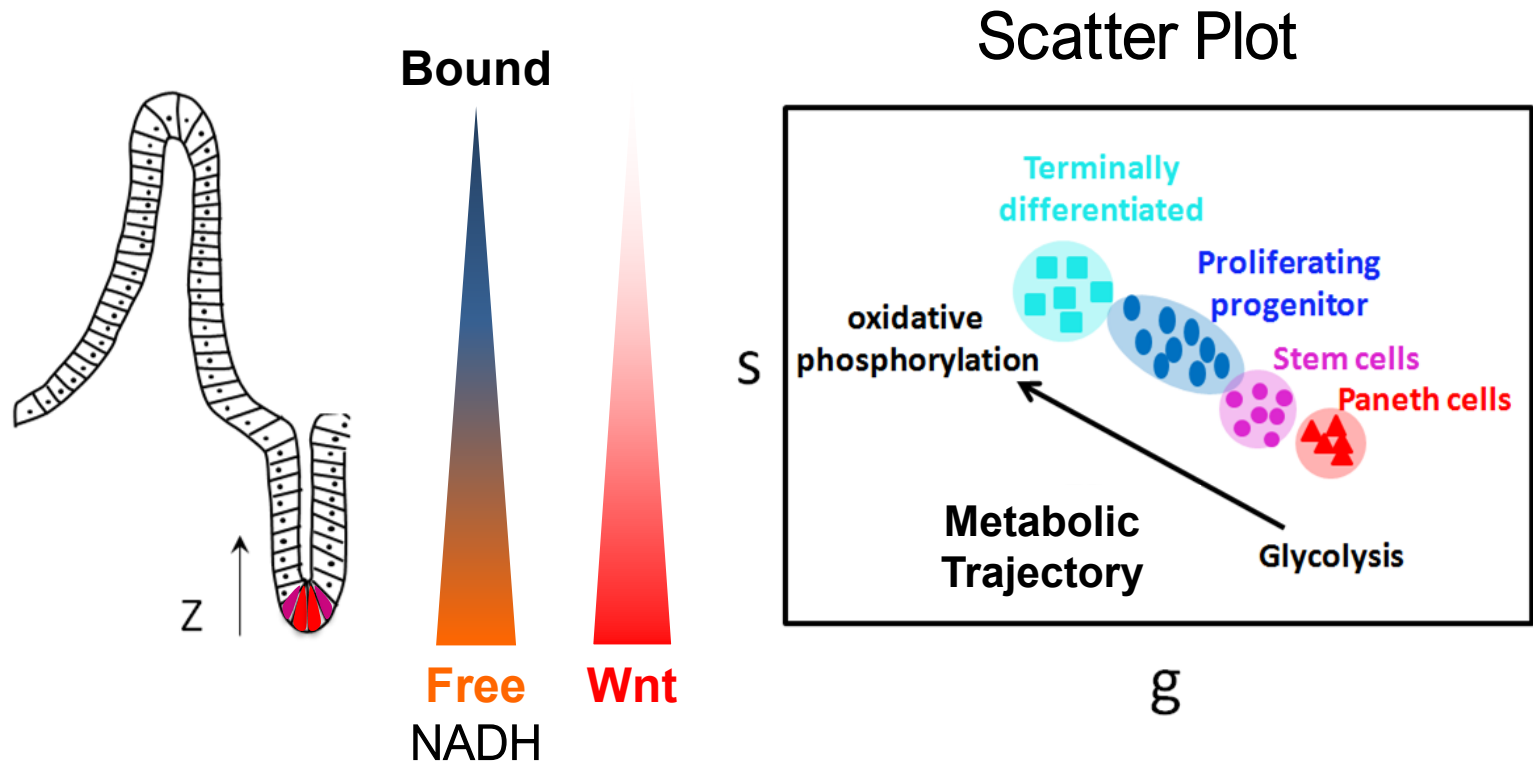 Scatter Plot
Bound
Terminally
differentiated
Proliferating
progenitor
oxidative
phosphorylation
S
Stem cells
Paneth cells
Metabolic
Trajectory
Glycolysis
Z
Free
NADH
Wnt
g